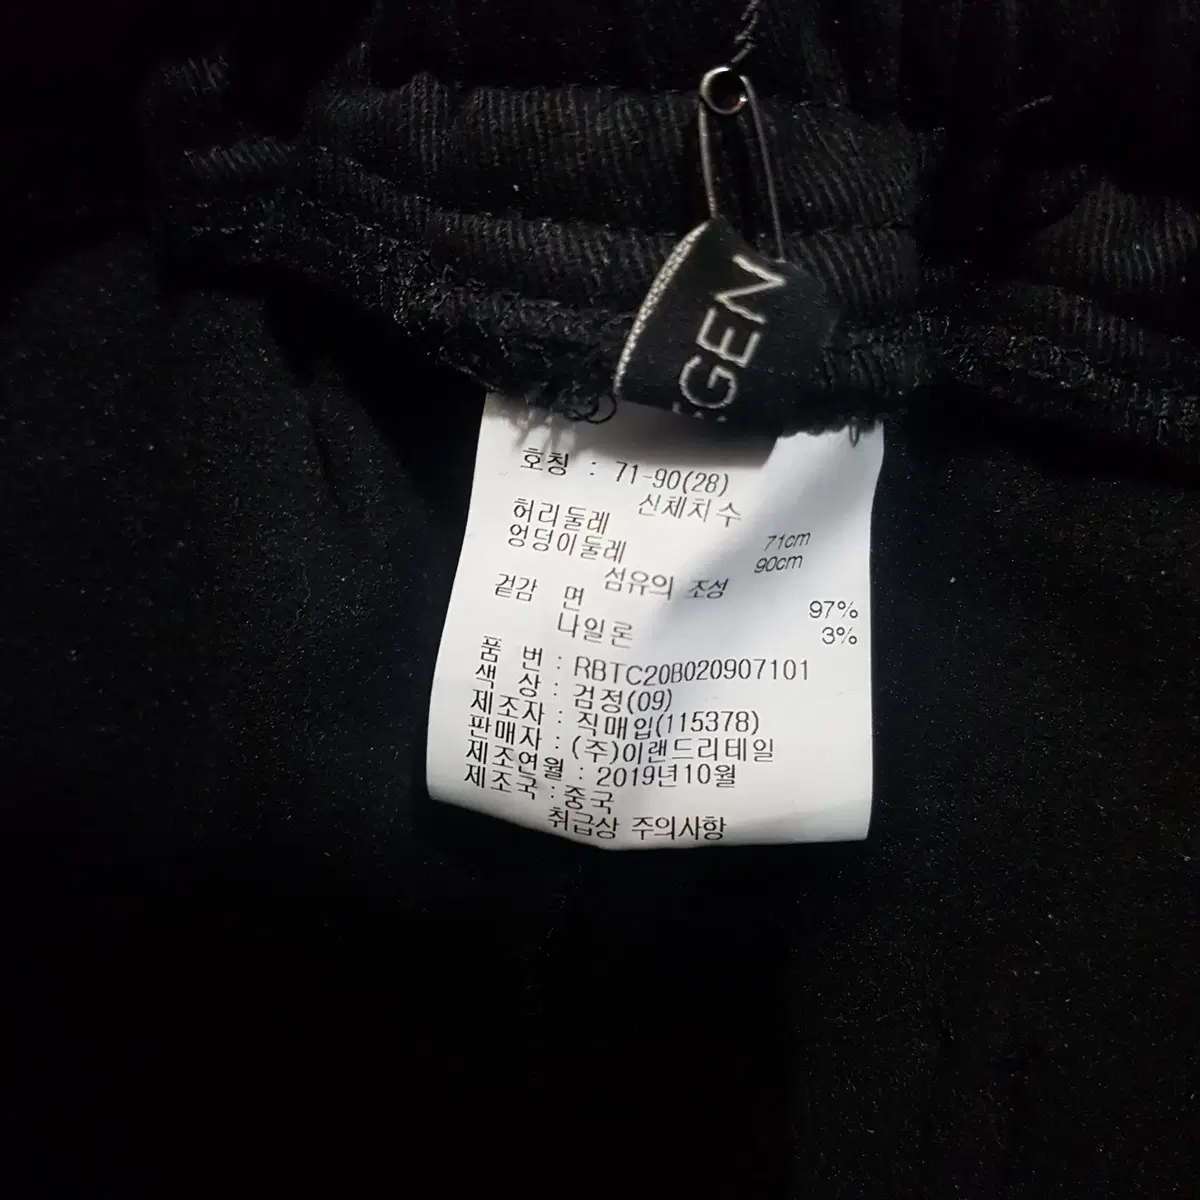 GEN
호칭 : 71-90(28)
신체치수
허리둘레 71cm
엉덩이둘레 90cm
섬유의 조성
겉감 면 97%
나일론 3%
품 번 : RBTC20B020907101
색 상 : 검정(09)
제조자 : 직매입(115378)
판매자 : (주)이랜드리테일
제조연월 : 2019년10월
제조국 : 중국
취급상 주의사항